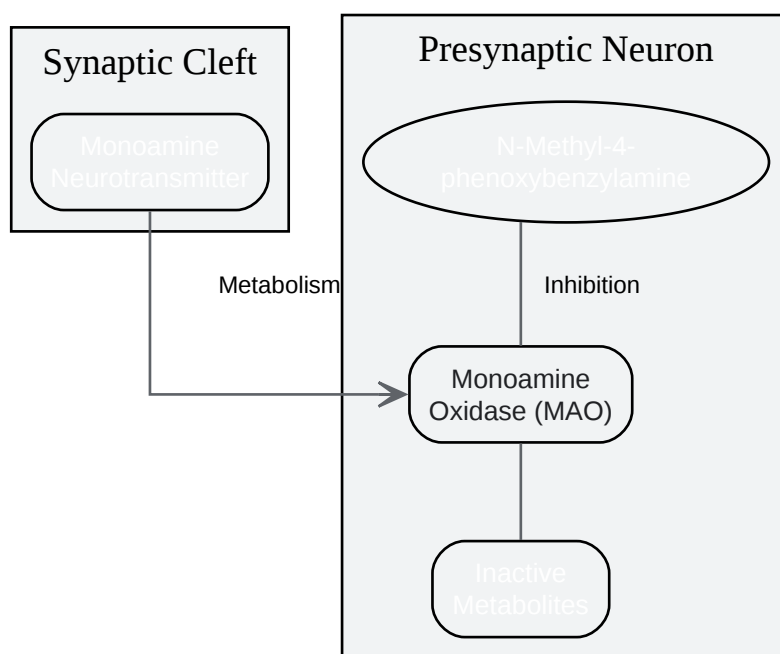 Synaptic Cleft
Presynaptic Neuron
Monoamine
Neurotransmitter
N-Methyl-4-
phenoxybenzylamine
Metabolism
Inhibition
Monoamine
Oxidase (MAO)
Inactive
Metabolites